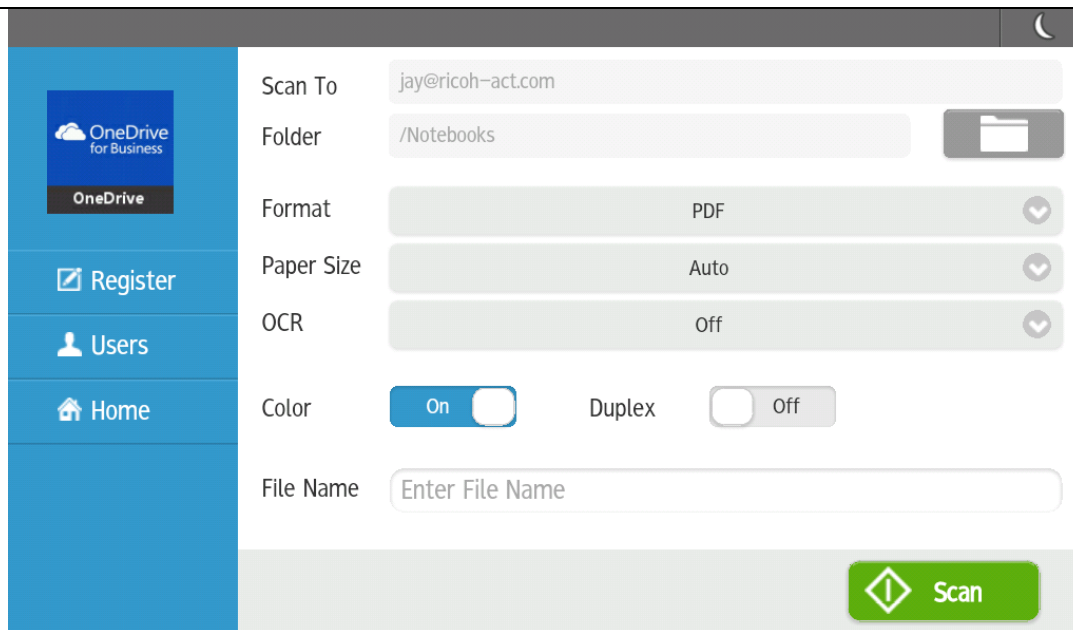 OneDrive
for Business
OneDrive
Register
Users
Home
Scan To jay@ricoh-act.com
Folder /Notebooks
Format PDF
Paper Size Auto
OCR Off
Color On Duplex Off
File Name Enter File Name
Scan